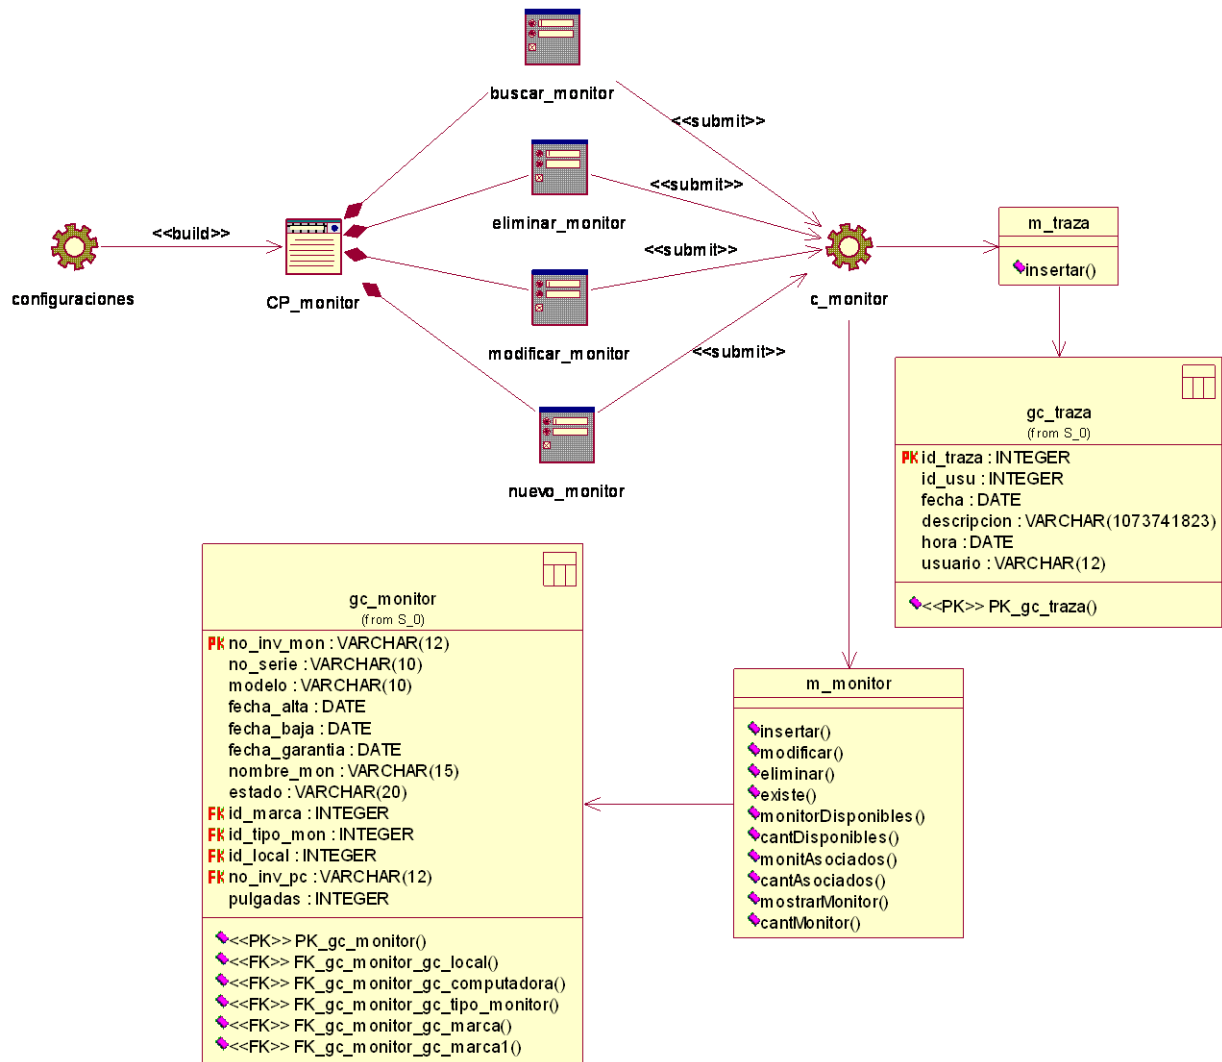 buscar_monitor
<<submit>>
<<submit>>
eliminar_monitor
<<build>>
m_traza
insertar()
<<submit>>
configuraciones
CP_monitor
c_monitor
modificar_monitor
<<submit>>
nuevo_monitor
gc_traza
(from S_0)
PK id_traza : INTEGER
id_usu : INTEGER
fecha : DATE
descripcion : VARCHAR(1073741823)
hora : DATE
usuario : VARCHAR(12)
<<PK>> PK_gc_traza()
gc_monitor
(from S_0)
PK no_inv_mon : VARCHAR(12)
no_serie : VARCHAR(10)
modelo : VARCHAR(10)
fecha_alta : DATE
fecha_baja : DATE
fecha_garantia : DATE
nombre_mon : VARCHAR(15)
estado : VARCHAR(20)
FK id_marca : INTEGER
FK id_tipo_mon : INTEGER
FK id_local : INTEGER
FK no_inv_pc : VARCHAR(12)
pulgadas : INTEGER
<<PK>> PK_gc_monitor()
<<FK>> FK_gc_monitor_gc_local()
<<FK>> FK_gc_monitor_gc_computadora()
<<FK>> FK_gc_monitor_gc_tipo_monitor()
<<FK>> FK_gc_monitor_gc_marca()
<<FK>> FK_gc_monitor_gc_marca1()
m_monitor
insertar()
modificar()
eliminar()
existe()
monitorDisponibles()
cantDisponibles()
monitAsociados()
cantAsociados()
mostrarMonitor()
cantMonitor()